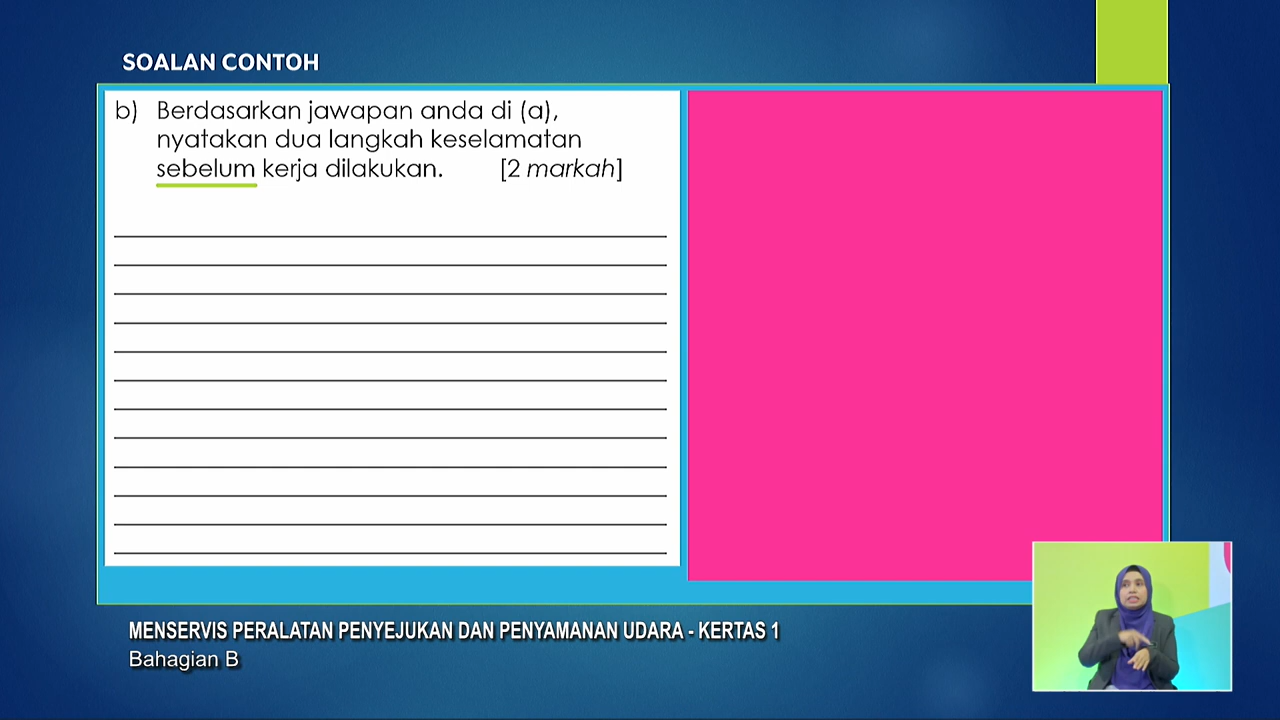 SOALAN CONTOH
b) Berdasarkan jawapan anda di (a),
nyatakan dua langkah keselamatan
sebelum kerja dilakukan. [2 markah]
MENSERVIS PERALATAN PENYEJUKAN DAN PENYAMANAN UDARA - KERTAS 1
Bahagian B